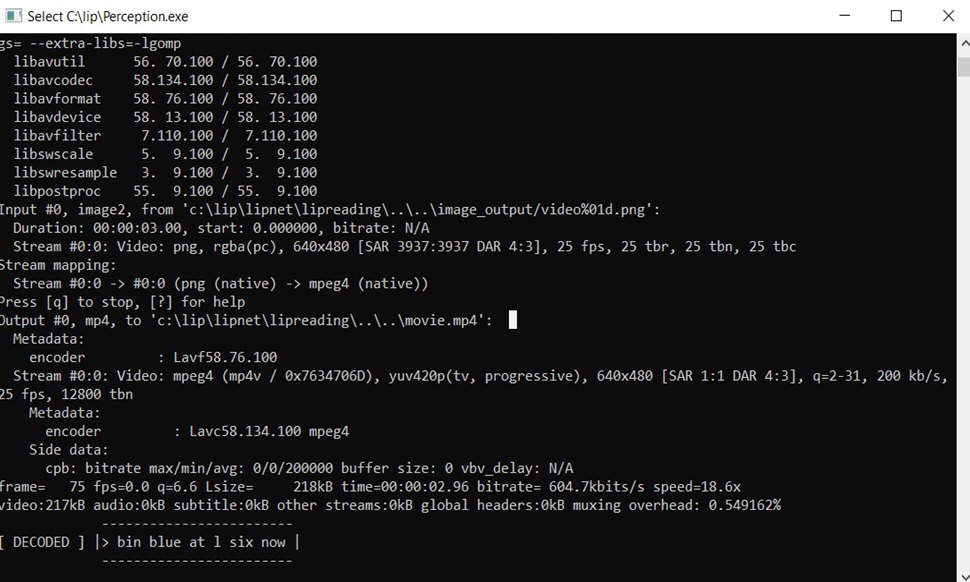 Select C:\lip\Perception.exe
gs= --extra-libs=-lgomp
  libavutil      56. 70.100 / 56. 70.100
  libavcodec     58.134.100 / 58.134.100
  libavformat    58. 76.100 / 58. 76.100
  libavdevice    58. 13.100 / 58. 13.100
  libavfilter     7.110.100 /  7.110.100
  libswscale      5.  9.100 /  5.  9.100
  libswresample   3.  9.100 /  3.  9.100
  libpostproc    55.  9.100 / 55.  9.100
Input #0, image2, from 'c:\lip\lipnet\lipreading\..\..\image_output/video%01d.png':
  Duration: 00:00:03.00, start: 0.000000, bitrate: N/A
  Stream #0:0: Video: png, rgba(pc), 640x480 [SAR 3937:3937 DAR 4:3], 25 fps, 25 tbr, 25 tbn, 25 tbc
Stream mapping:
  Stream #0:0 -> #0:0 (png (native) -> mpeg4 (native))
Press [q] to stop, [?] for help
Output #0, mp4, to 'c:\lip\lipnet\lipreading\..\..\movie.mp4':
  Metadata:
    encoder         : Lavf58.76.100
  Stream #0:0: Video: mpeg4 (mp4v / 0x7634706D), yuv420p(tv, progressive), 640x480 [SAR 1:1 DAR 4:3], q=2-31, 200 kb/s,
25 fps, 12800 tbn
    Metadata:
      encoder         : Lavc58.134.100 mpeg4
    Side data:
      cpb: bitrate max/min/avg: 0/0/200000 buffer size: 0 vbv_delay: N/A
frame=   75 fps=0.0 q=6.6 Lsize=     218kB time=00:00:02.96 bitrate= 604.7kbits/s speed=18.6x
video:217kB audio:0kB subtitle:0kB other streams:0kB global headers:0kB muxing overhead: 0.549162%
             ------------------------
[ DECODED ] |> bin blue at l six now |
             ------------------------